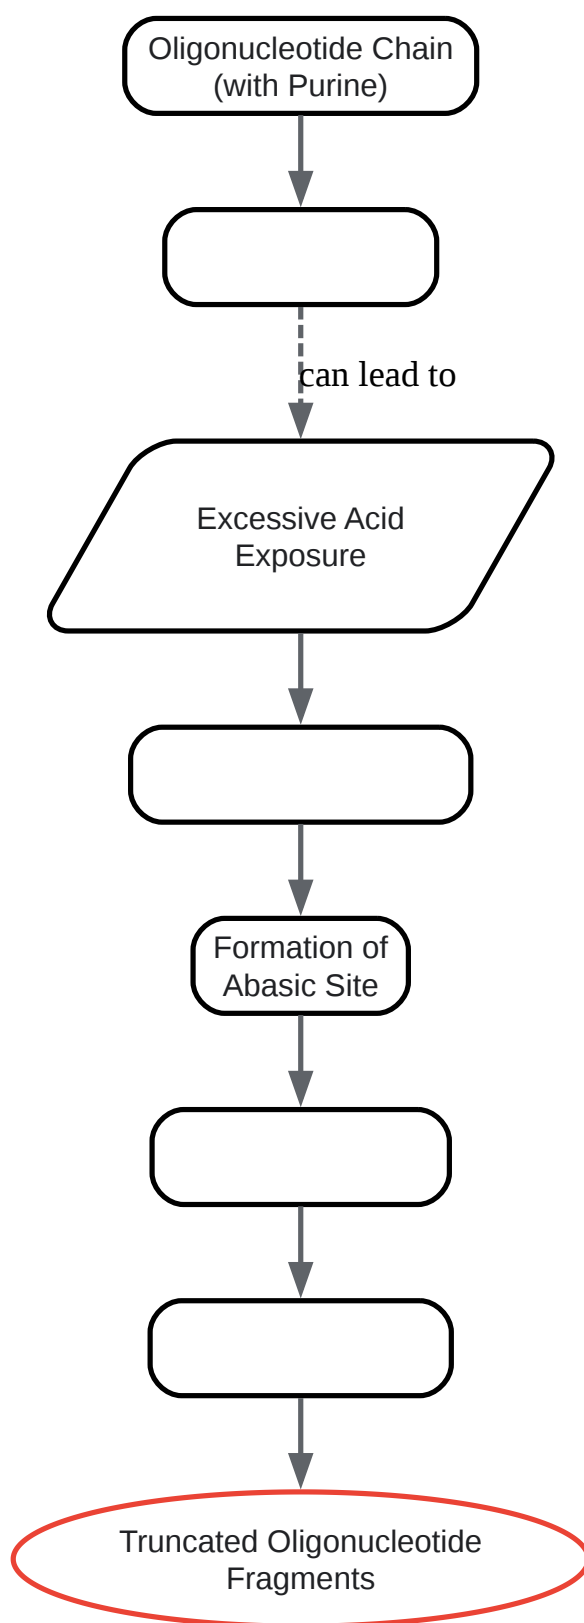 Oligonucleotide Chain
(with Purine)
can lead to
Excessive Acid
Exposure
Formation of
Abasic Site
Truncated Oligonucleotide
Fragments